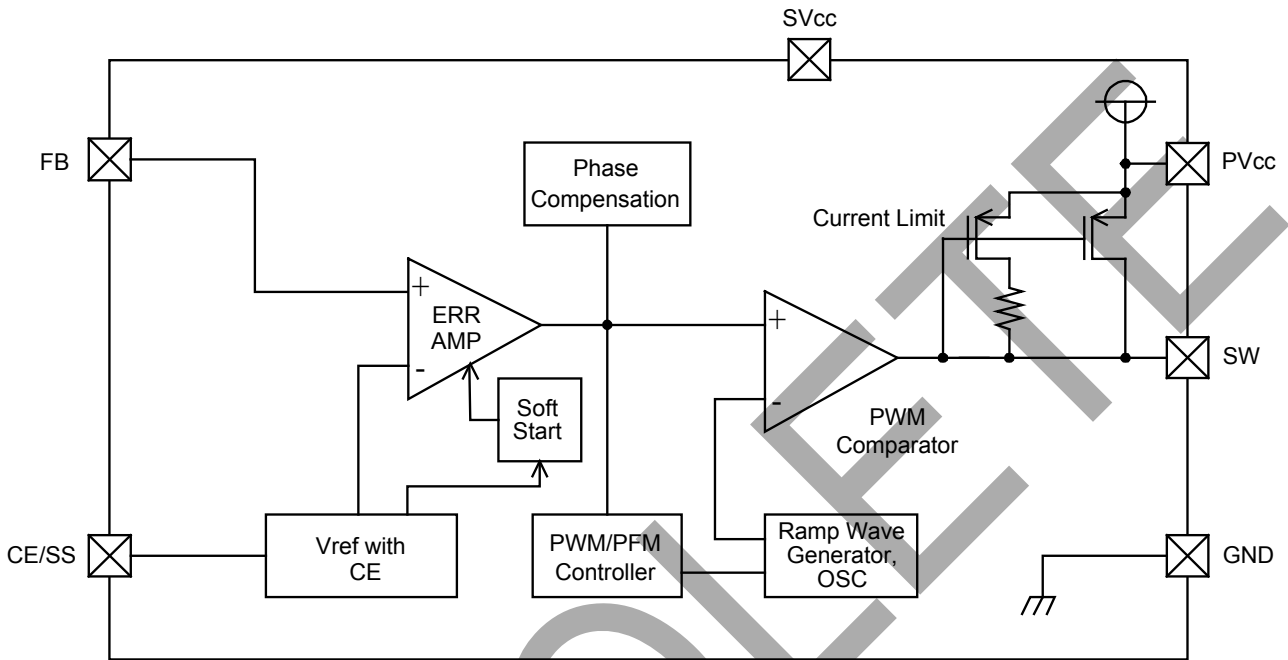 SVcc
FB
PVcc
Phase
Compensation
Current Limit
+
ERR
AMP
-
+
-
SW
Soft
Start
PWM
Comparator
CE/SS
Vref with
CE
PWM/PFM
Controller
Ramp Wave
Generator,
OSC
GND
OLETE